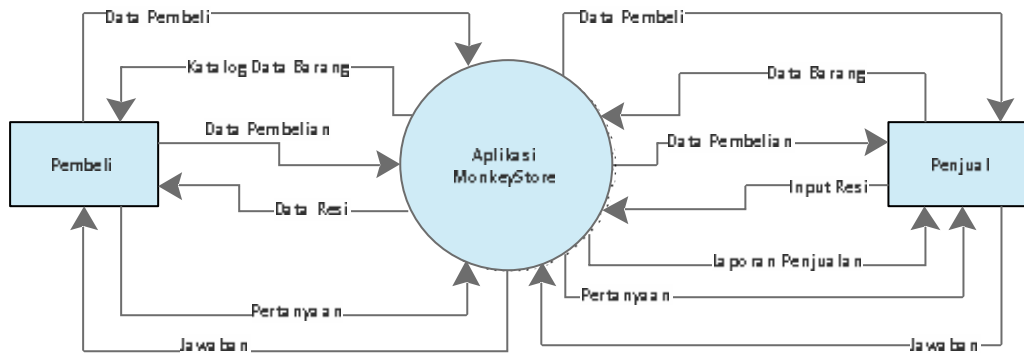 Data Pembeli
Data Pembeli
Katalog Data Barang
Data Barang
Data Pembelian
Data Pembelian
Pembeli
Aplikasi
MonkeyStore
Penjual
Input Resi
Data Resi
Laporan Penjualan
Pertanyaan
Pertanyaan
Jawaban
Jawaban